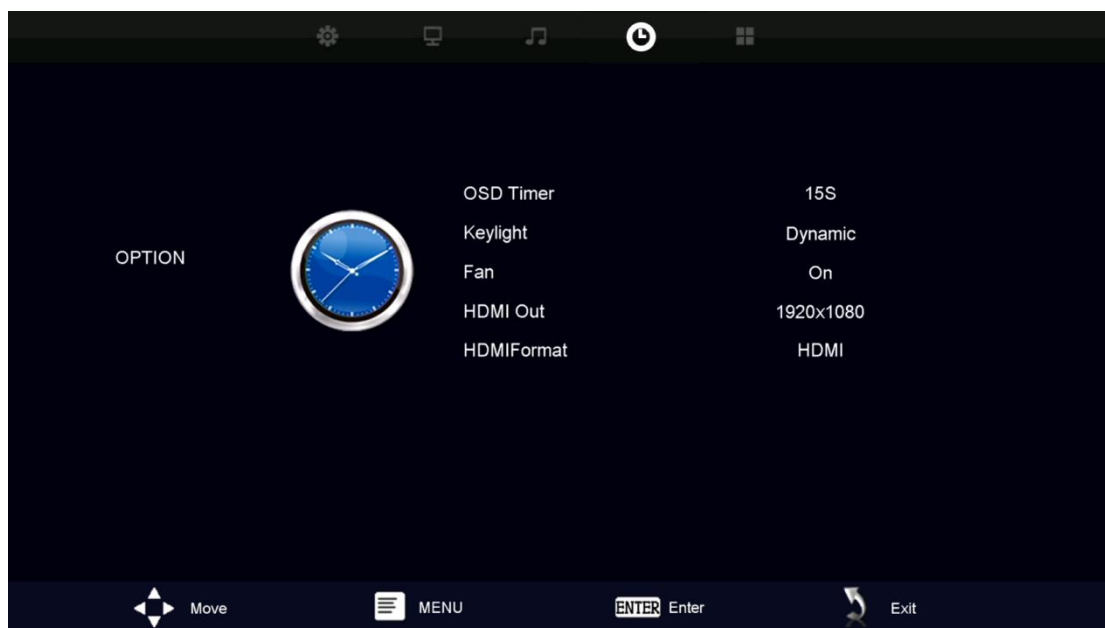 OPTION
OSD Timer 15S
Keylight Dynamic
Fan On
HDMI Out 1920x1080
HDMIFormat HDMI
Move MENU ENTER Enter Exit